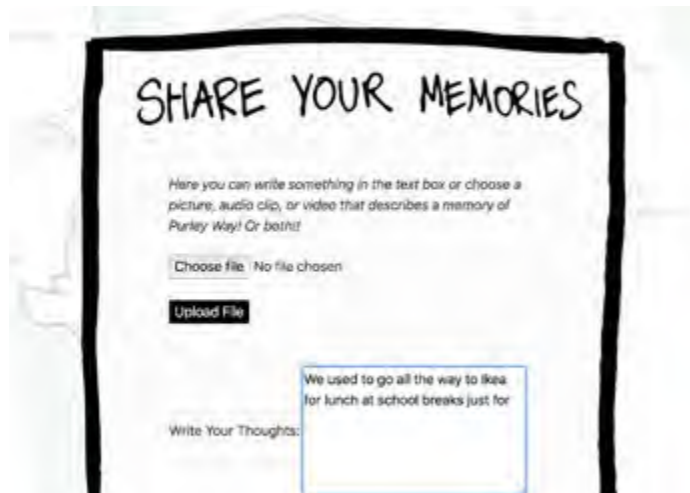 SHARE YOUR MEMORIES
Here you can write something in the text box or choose a
picture, audio clip, or video that describes a memory of
Purley Way! Or both!!
Choose file No file chosen
Upload File
We used to go all the way to Ikea
for lunch at school breaks just for
Write Your Thoughts: